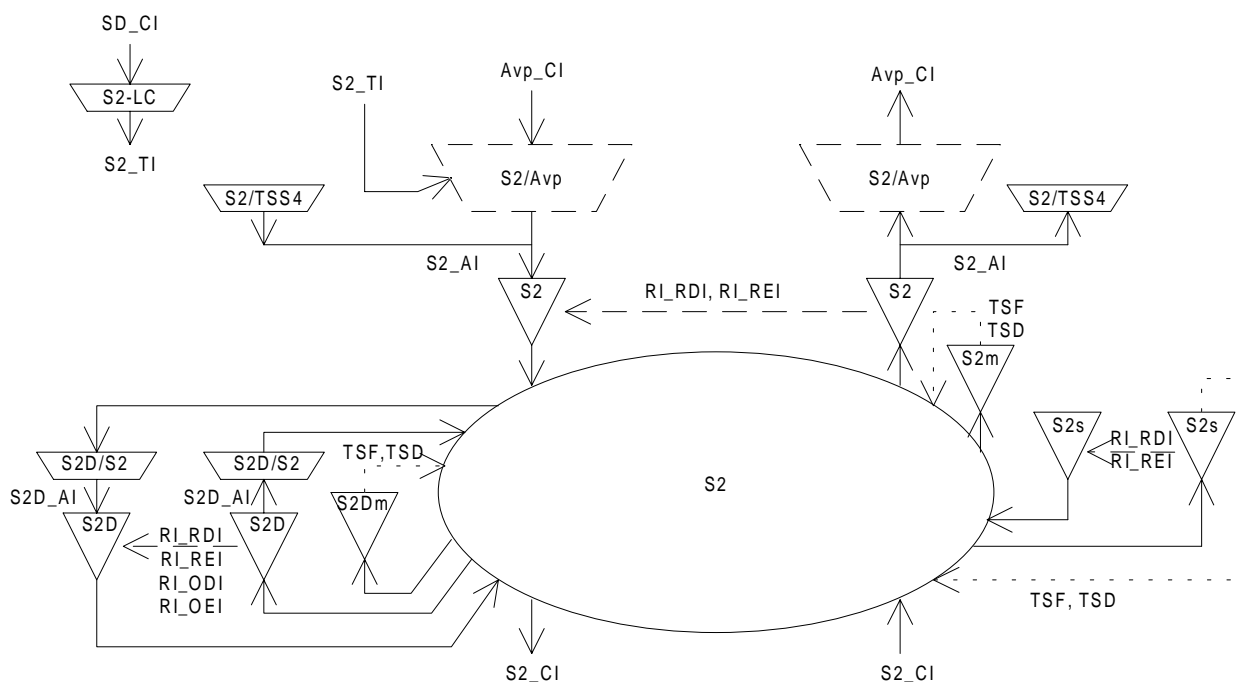 SD_CI
S2-LC
S2_TI
S2_TI
Avp_CI
S2/Avp
S2/TSS4
S2_AI
S2
Avp_CI
S2/Avp
S2/TSS4
S2_AI
S2
RI_RDI, RI_REI
TSF
TSD
S2m
S2s
RI_RDI
RI_REI
S2s
S2D/S2
S2D_AI
S2D
S2D/S2
S2D_AI
S2D
RI_RDI
RI_REI
RI_ODI
RI_OEI
TSF,TSD
S2Dm
S2
TSF, TSD
S2_CI
S2_CI